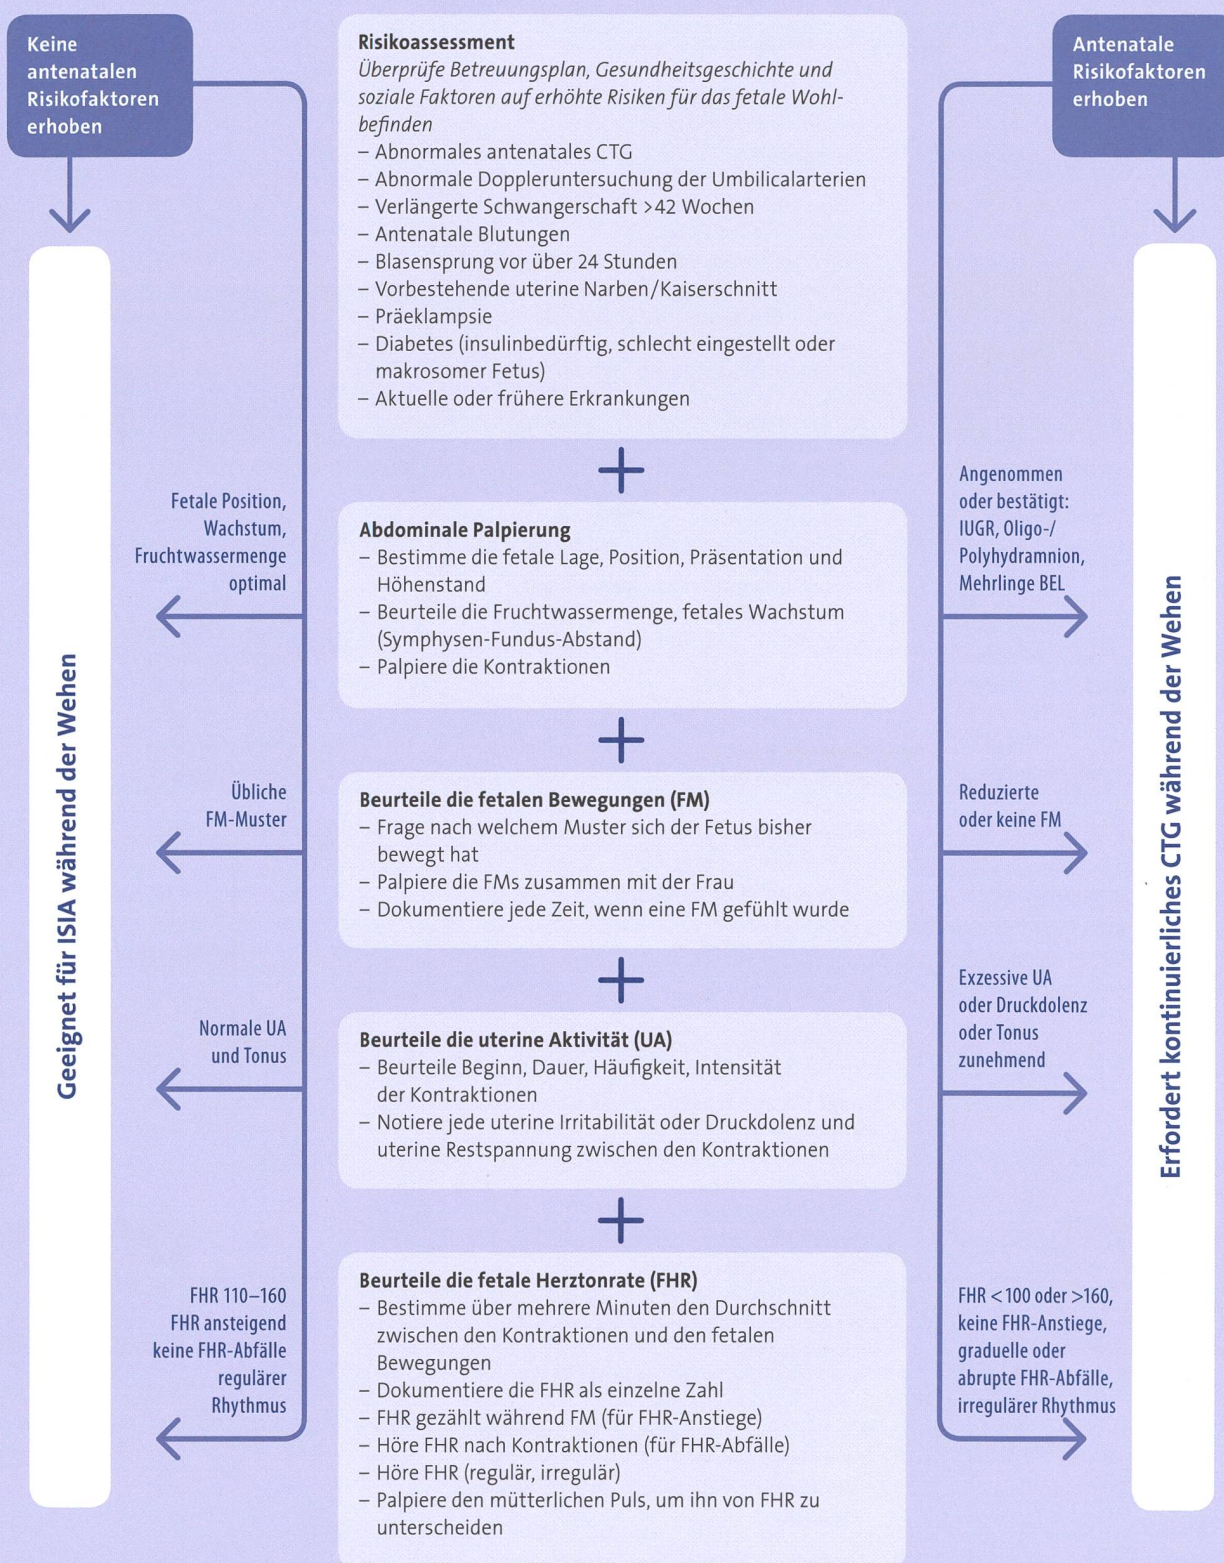 Keine
antenatalen
Risikofaktoren
erhoben
Risikoassessment
Überprüfe Betreuungsplan, Gesundheitsgeschichte und
soziale Faktoren auf erhöhte Risiken für das fetale Wohl-
befinden
– Abnormales antenatales CTG
– Abnormale Doppleruntersuchung der Umbilicalarterien
– Verlängerte Schwangerschaft >42 Wochen
– Antenatale Blutungen
– Blasensprung vor über 24 Stunden
– Vorbestehende uterine Narben/Kaiserschnitt
– Präeklampsie
– Diabetes (insulinbedürftig, schlecht eingestellt oder
makrosomer Fetus)
– Aktuelle oder frühere Erkrankungen
Antenatale
Risikofaktoren
erhoben
Geeignet für ISIA während der Wehen
Fetale Position,
Wachstum,
Fruchtwassermenge
optimal
Abdominale Palpierung
– Bestimme die fetale Lage, Position, Präsentation und
Höhenstand
– Beurteile die Fruchtwassermenge, fetales Wachstum
(Symphysen-Fundus-Abstand)
– Palpiere die Kontraktionen
Angenommen
oder bestätigt:
IUGR, Oligo-/
Polyhydramnion,
Mehrlinge BEL
Erfordert kontinuierliches CTG während der Wehen
Übliche
FM-Muster
Beurteile die fetalen Bewegungen (FM)
– Frage nach welchem Muster sich der Fetus bisher
bewegt hat
– Palpiere die FMs zusammen mit der Frau
– Dokumentiere jede Zeit, wenn eine FM gefühlt wurde
Reduzierte
oder keine FM
Normale UA
und Tonus
Beurteile die uterine Aktivität (UA)
– Beurteile Beginn, Dauer, Häufigkeit, Intensität
der Kontraktionen
– Notiere jede uterine Irritabilität oder Druckdolenz und
uterine Restspannung zwischen den Kontraktionen
Exzessive UA
oder Druckdolenz
oder Tonus
zunehmend
FHR 110–160
FHR ansteigend
keine FHR-Abfälle
regulärer
Rhythmus
Beurteile die fetale Herztonrate (FHR)
– Bestimme über mehrere Minuten den Durchschnitt
zwischen den Kontraktionen und den fetalen
Bewegungen
– Dokumentiere die FHR als einzelne Zahl
– FHR gezählt während FM (für FHR-Anstiege)
– Höre FHR nach Kontraktionen (für FHR-Abfälle)
– Höre FHR (regulär, irregulär)
– Palpiere den mütterlichen Puls, um ihn von FHR zu
unterscheiden
FHR <100 oder >160,
keine FHR-Anstiege,
graduelle oder
abrupte FHR-Abfälle,
irregulärer Rhythmus